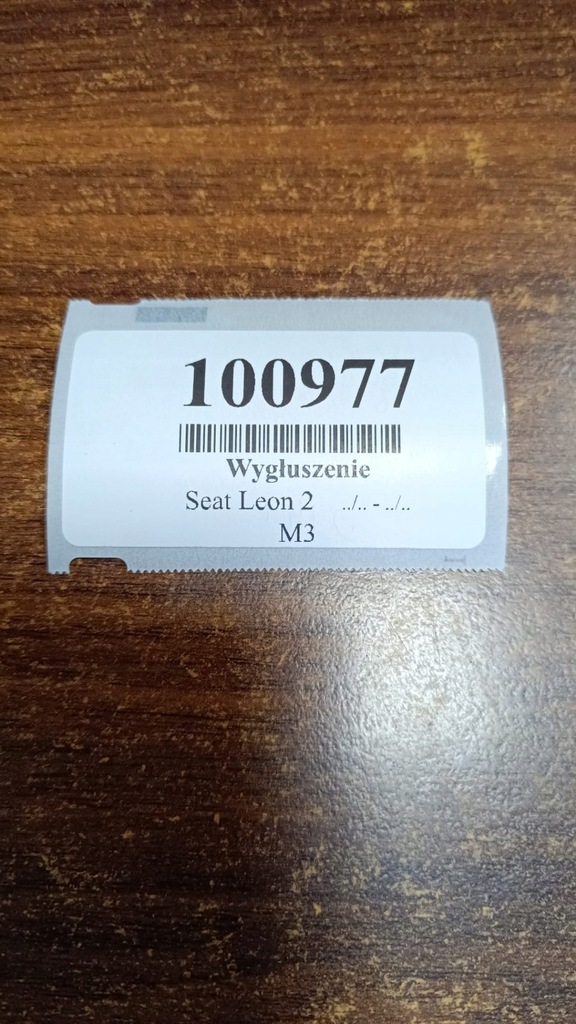 100977
Wygłuszenie
Seat Leon 2 ../.. - ../..
M3